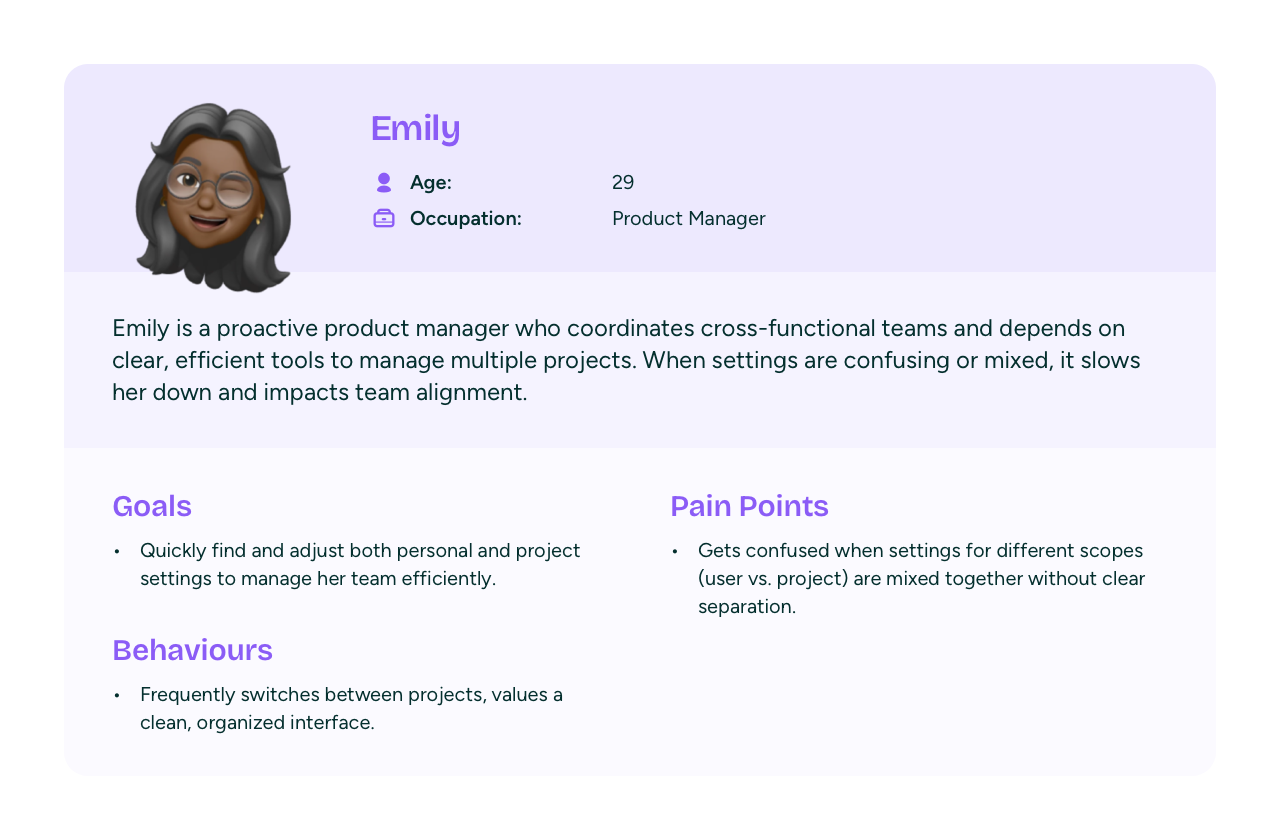 Emily
Age: 29
Occupation: Product Manager
Emily is a proactive product manager who coordinates cross-functional teams and depends on
clear, efficient tools to manage multiple projects. When settings are confusing or mixed, it slows
her down and impacts team alignment.
Goals
• Quickly find and adjust both personal and project
settings to manage her team efficiently.
Behaviours
• Frequently switches between projects, values a
clean, organized interface.
Pain Points
• Gets confused when settings for different scopes
(user vs. project) are mixed together without clear
separation.